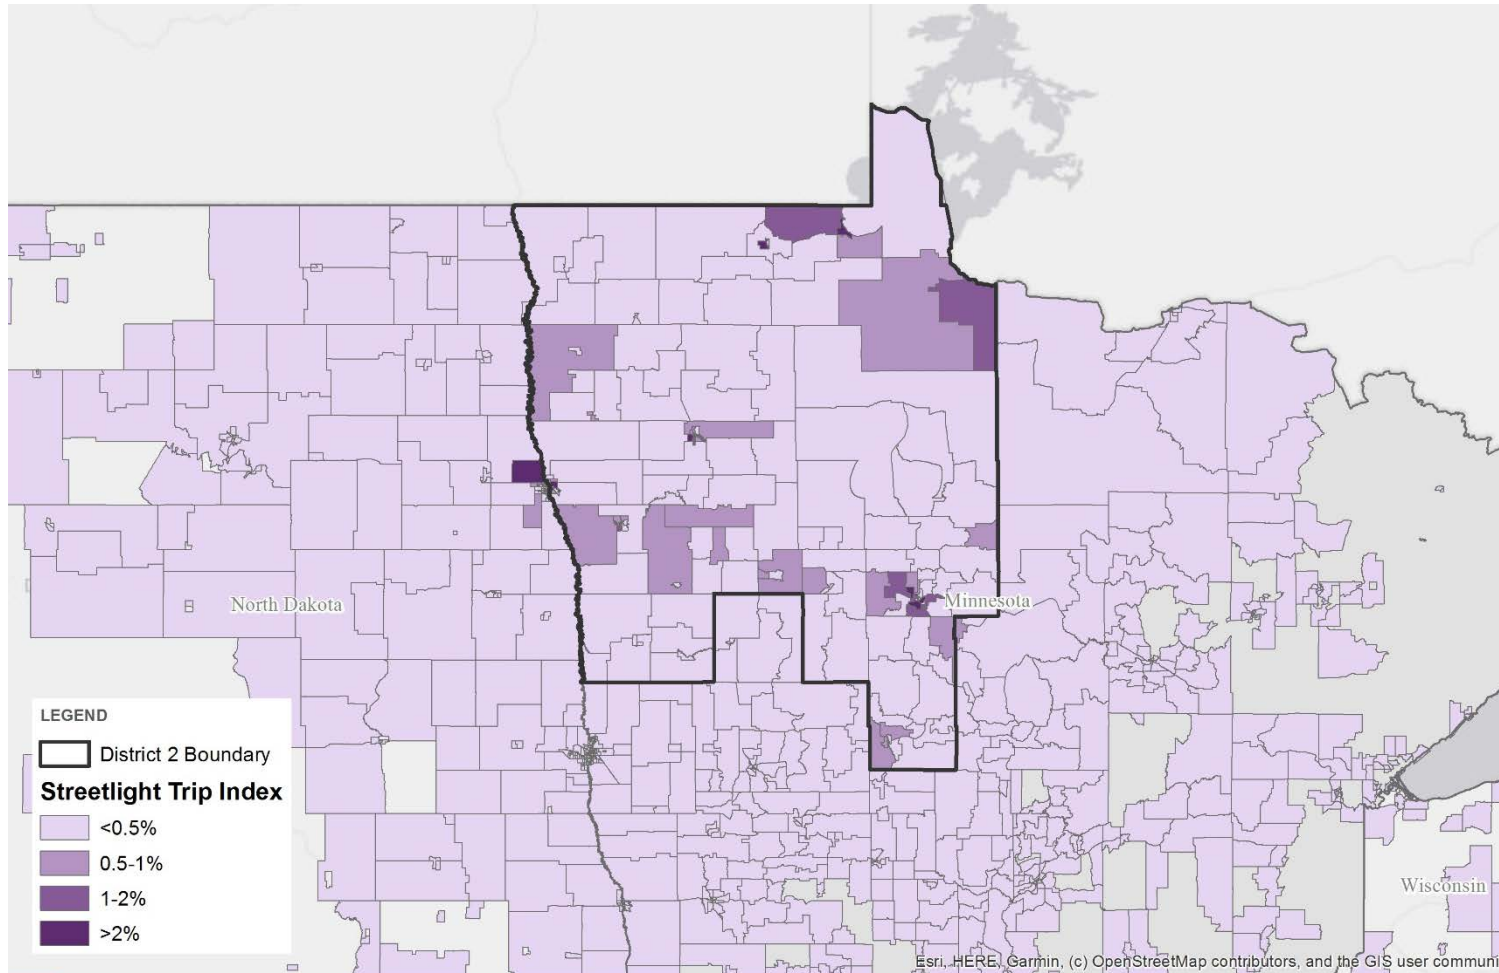 North Dakota
Minnesota
LEGEND
District 2 Boundary
Streetlight Trip Index
<0.5%
0.5-1%
1-2%
>2%
Wisconsin
Esri, HERE, Garmin, (c) OpenStreetMap contributors, and the GIS user commun